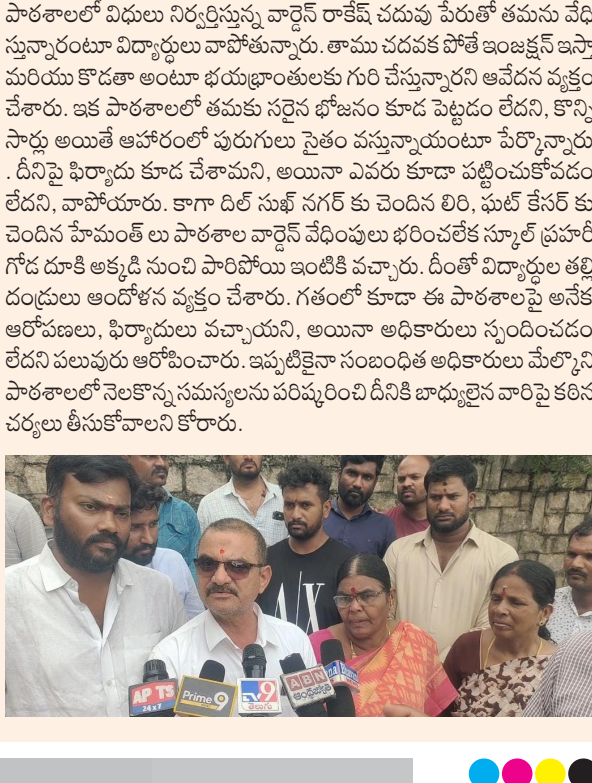 పాఠశాలలో విధులు నిర్వర్తిస్తున్న వార్డెన్ రాకేష్ చదువు పేరుతో తమను వేధి
స్తున్నారంటూ విద్యార్థులు వాపోతున్నారు. తాము చదవక పోతే ఇంజక్షన్ ఇస్తా
మరియు కొడతా అంటూ భయభ్రాంతులకు గురి చేస్తున్నారని ఆవేదన వ్యక్తం
చేశారు. ఇక పాఠశాలలో తమకు సరైన భోజనం కూడ పెట్టడం లేదని, కొన్ని
సార్లు అయితే ఆహారంలో పురుగులు సైతం వస్తున్నాయంటూ పేర్కొన్నారు
. దీనిపై ఫిర్యాదు కూడ చేశామని, అయినా ఎవరు కూడా పట్టించుకోవడం
లేదని, వాపోయారు. కాగా దిల్ సుఖ్ నగర్ కు చెందిన లిరి, ఘట్ కేసర్ కు
చెందిన హేమంత్ లు పాఠశాల వార్డెన్ వేధింపులు భరించలేక స్కూల్ ప్రహరీ
గోడ దూకి అక్కడి నుంచి పారిపోయి ఇంటికి వచ్చారు. దీంతో విద్యార్థుల తల్లి
దండ్రులు ఆందోళన వ్యక్తం చేశారు. గతంలో కూడా ఈ పాఠశాలపై అనేక
ఆరోపణలు, ఫిర్యాదులు వచ్చాయని, అయినా అధికారులు స్పందించడం
లేదని పలువురు ఆరోపించారు. ఇప్పటికైనా సంబంధిత అధికారులు మేల్కొని
పాఠశాలలో నెలకొన్న సమస్యలను పరిష్కరించి దీనికి బాధ్యులైన వారిపై కఠిన
చర్యలు తీసుకోవాలని కోరారు.
A X
AP TS
24x7
Prime9
TV9
తెలుగు
ABN
ఆంధ్రజ్యోతి